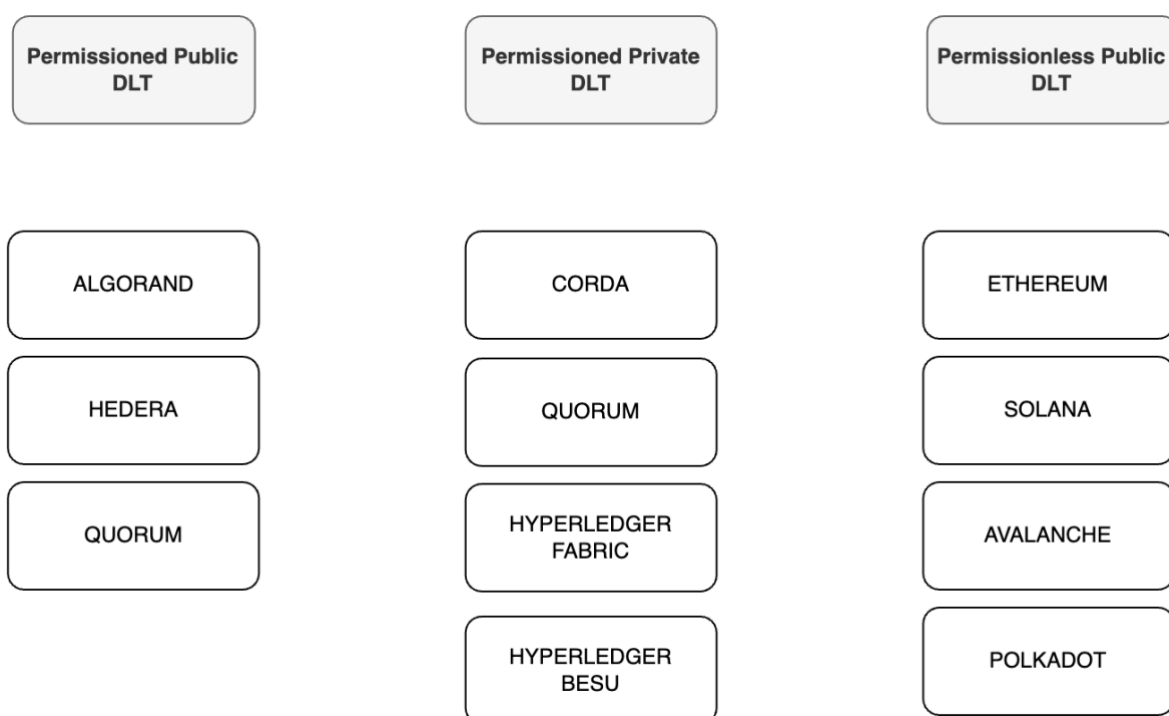 Permissioned Public
DLT
Permissioned Private
DLT
Permissionless Public
DLT
ALGORAND
CORDA
ETHEREUM
HEDERA
QUORUM
SOLANA
QUORUM
HYPERLEDGER
FABRIC
AVALANCHE
HYPERLEDGER
BESU
POLKADOT